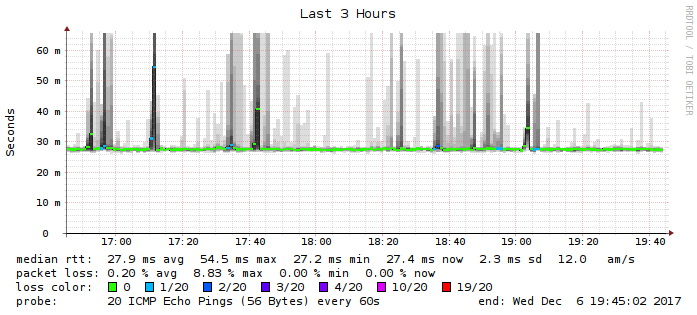 Last 3 Hours
RRDTOOL / TOBI OETIKER
Seconds
60 m
50 m
40 m
30 m
20 m
10 m
0
17:00 17:20 17:40 18:00 18:20 18:40 19:00 19:20 19:40
median rtt: 27.9 ms avg 54.5 ms max 27.2 ms min 27.4 ms now 2.3 ms sd 12.0 am/s
packet loss: 0.20 % avg 8.83 % max 0.00 % min 0.00 % now
loss color: 0 1/20 2/20 3/20 4/20 10/20 19/20
probe: 20 ICMP Echo Pings (56 Bytes) every 60s end: Wed Dec 6 19:45:02 2017